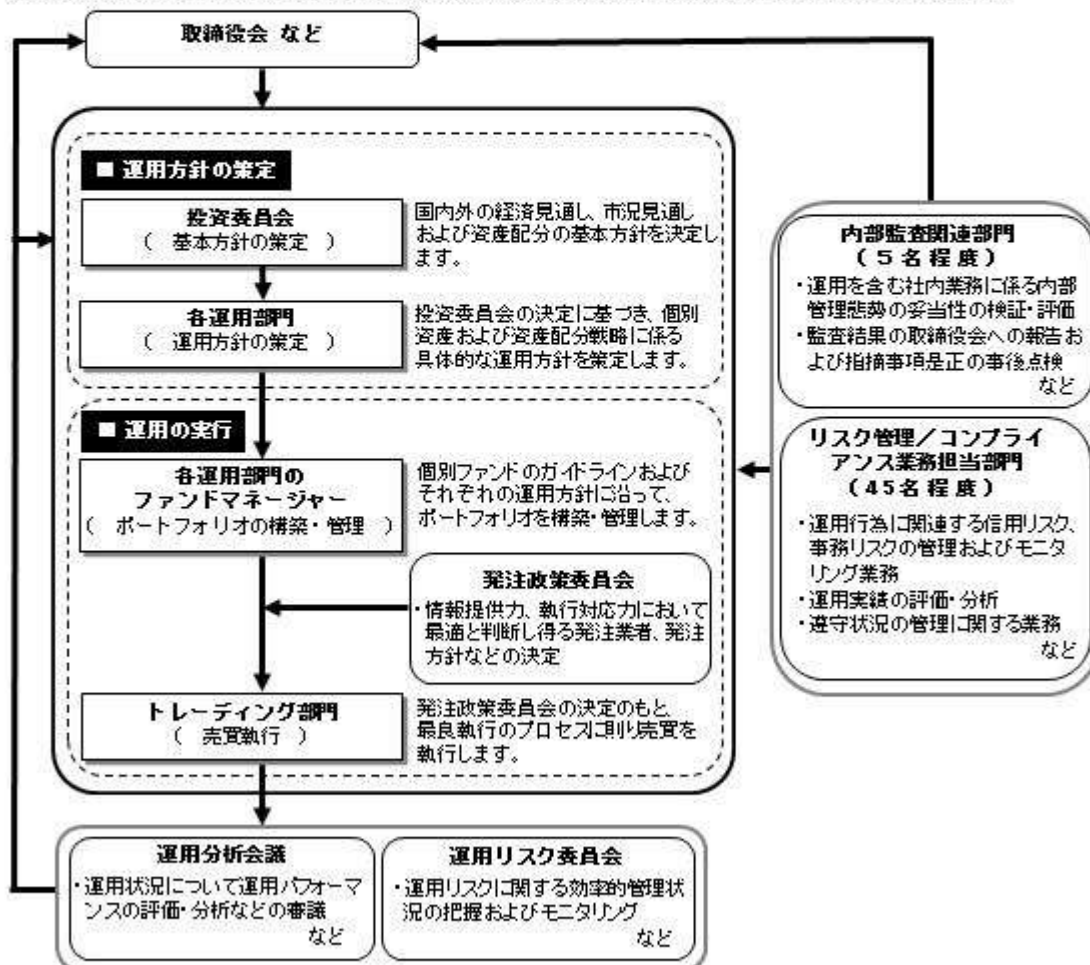 取締役会 など
■ 運用方針の策定
投資委員会
( 基本方針の策定 )
国内外の経済見通し、市況見通し
および資産配分の基本方針を決定し
ます。
各運用部門
( 運用方針の策定 )
投資委員会の決定に基づき、個別
資産および資産配分戦略に係る
具体的な運用方針を策定します。
■ 運用の実行
各運用部門の
ファンドマネージャー
( ポートフォリオの構築・管理 )
個別ファンドのガイドラインおよび
それぞれの運用方針に沿って、
ポートフォリオを構築・管理します。
発注政策委員会
・情報提供力、執行対応力において
最適と判断し得る発注業者、発注
方針などの決定
トレーディング部門
( 売買執行 )
発注政策委員会の決定のもと、
最良執行のプロセスに則り売買を
執行します。
運用分析会議
・運用状況について運用パフォーマ
ンスの評価・分析などの審議
など
運用リスク委員会
・運用リスクに関する効率的管理状
況の把握およびモニタリング
など
内部監査関連部門
(5名程度)
・運用を含む社内業務に係る内部
管理態勢の妥当性の検証・評価
・監査結果の取締役会への報告お
よび指摘事項是正の事後点検
など
リスク管理/コンプライ
アンス業務担当部門
(45名程度)
・運用行為に関連する信用リスク、
事務リスクの管理およびモニタ
リング業務
・運用実績の評価・分析
・遵守状況の管理に関する業務
など